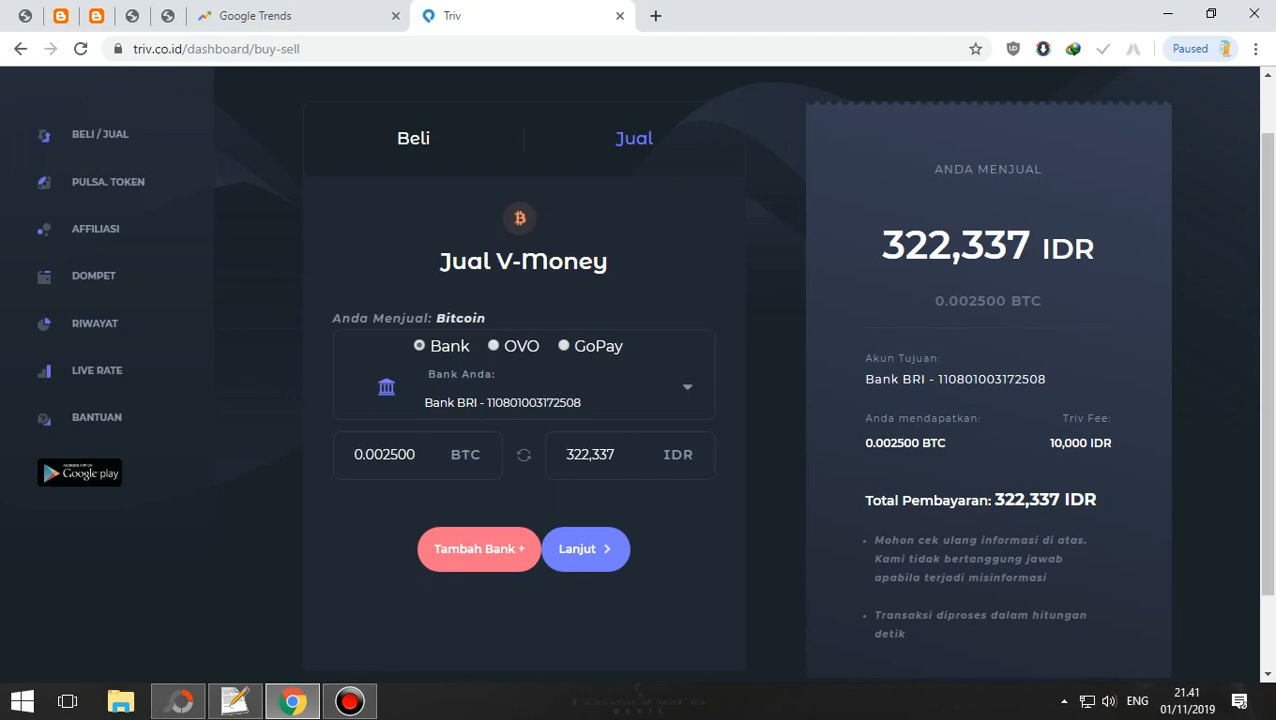 Google Trends
Triv
triv.co.id/dashboard/buy-sell
Paused
BELI / JUAL
PULSA. TOKEN
AFFILIASI
DOMPET
RIWAYAT
LIVE RATE
BANTUAN
ANDROID APP ON
Google play
Beli
Jual
Jual V-Money
Anda Menjual: Bitcoin
Bank
OVO
GoPay
Bank Anda:
Bank BRI - 110801003172508
0.002500 BTC
322,337 IDR
Tambah Bank +
Lanjut
ANDA MENJUAL
322,337 IDR
0.002500 BTC
Akun Tujuan:
Bank BRI - 110801003172508
Anda mendapatkan: Triv Fee:
0.002500 BTC 10,000 IDR
Total Pembayaran: 322,337 IDR
• Mohon cek ulang informasi di atas.
Kami tidak bertanggung jawab
apabila terjadi misinformasi
• Transaksi diproses dalam hitungan
detik
ENG
21.41
01/11/2019